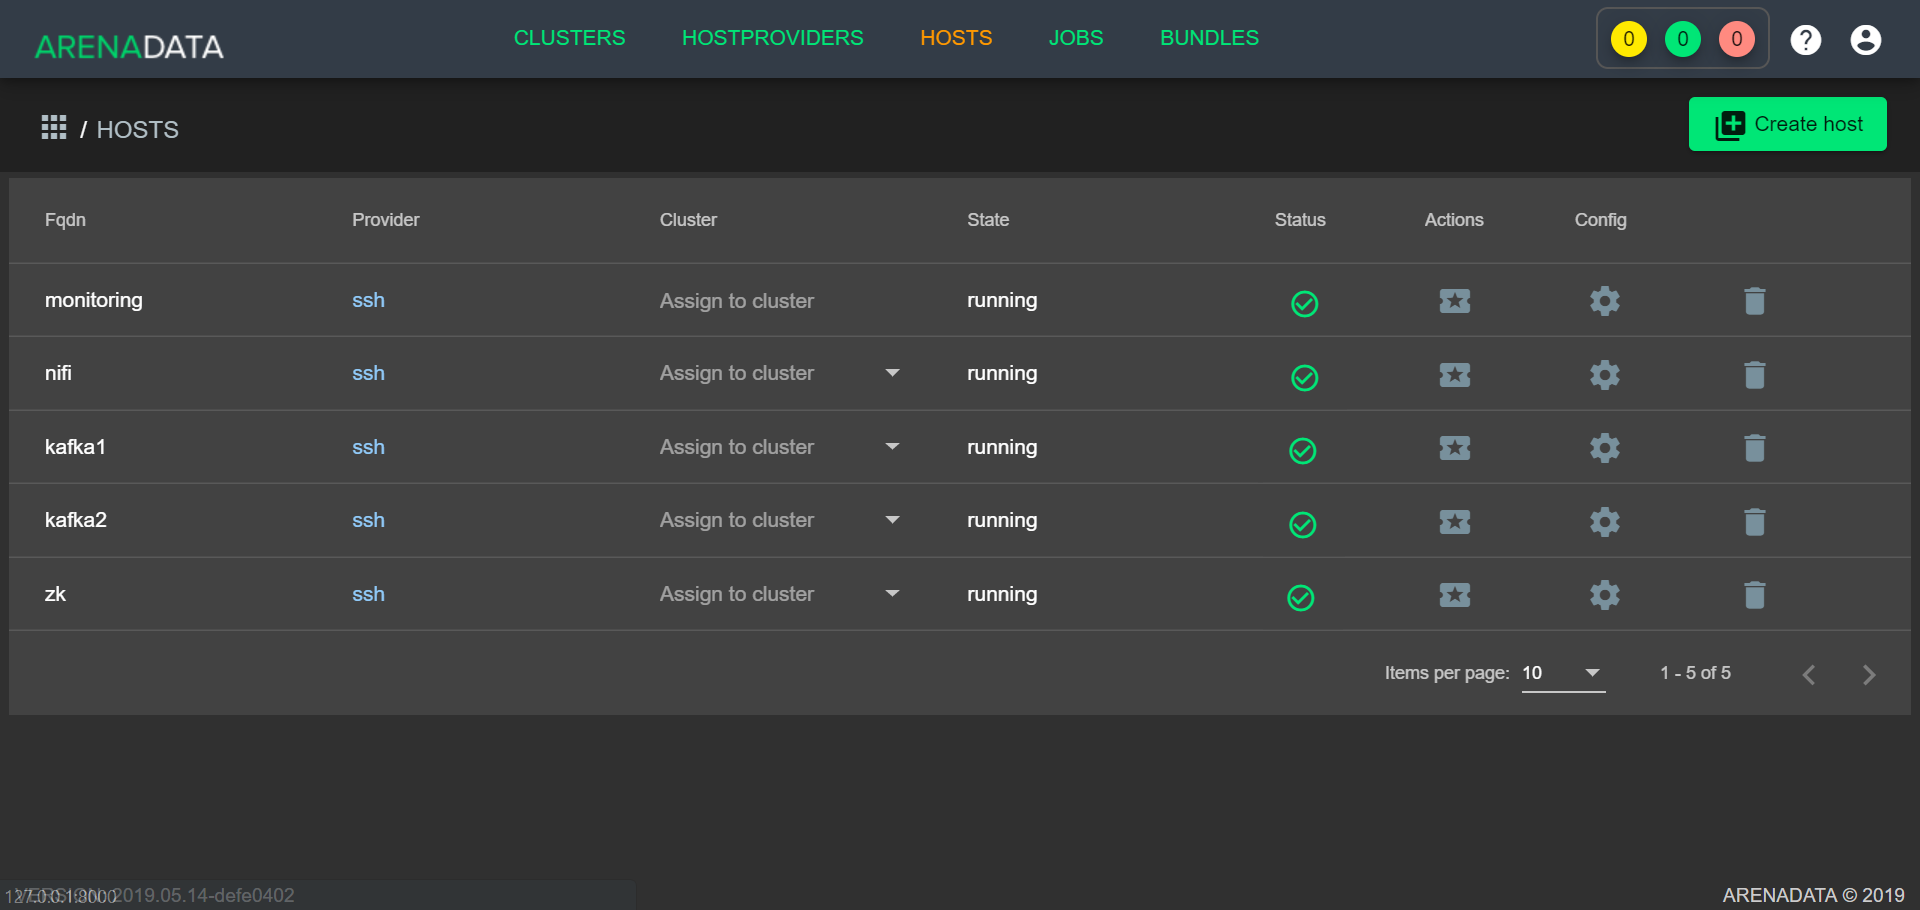 ARENADATA CLUSTERS HOSTPROVIDERS HOSTS JOBS BUNDLES 0 0 0 ?
/ HOSTS Create host
Fqdn Provider Cluster State Status Actions Config
monitoring ssh Assign to cluster running
nifi ssh Assign to cluster running
kafka1 ssh Assign to cluster running
kafka2 ssh Assign to cluster running
zk ssh Assign to cluster running
Items per page: 10 1 - 5 of 5
VERSION: 2019.05.14-defe0402 ARENADATA © 2019